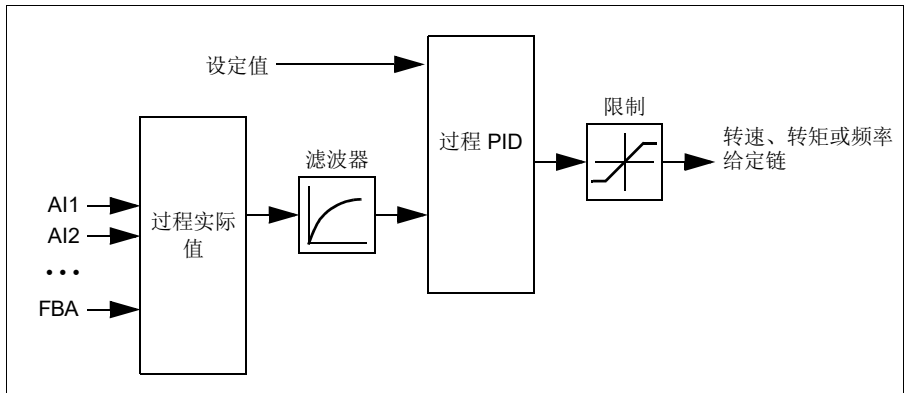 设定值
过程 PID
限制
转速、转矩或频率
给定链
滤波器
过程实际
值
AI1
AI2
•••
FBA